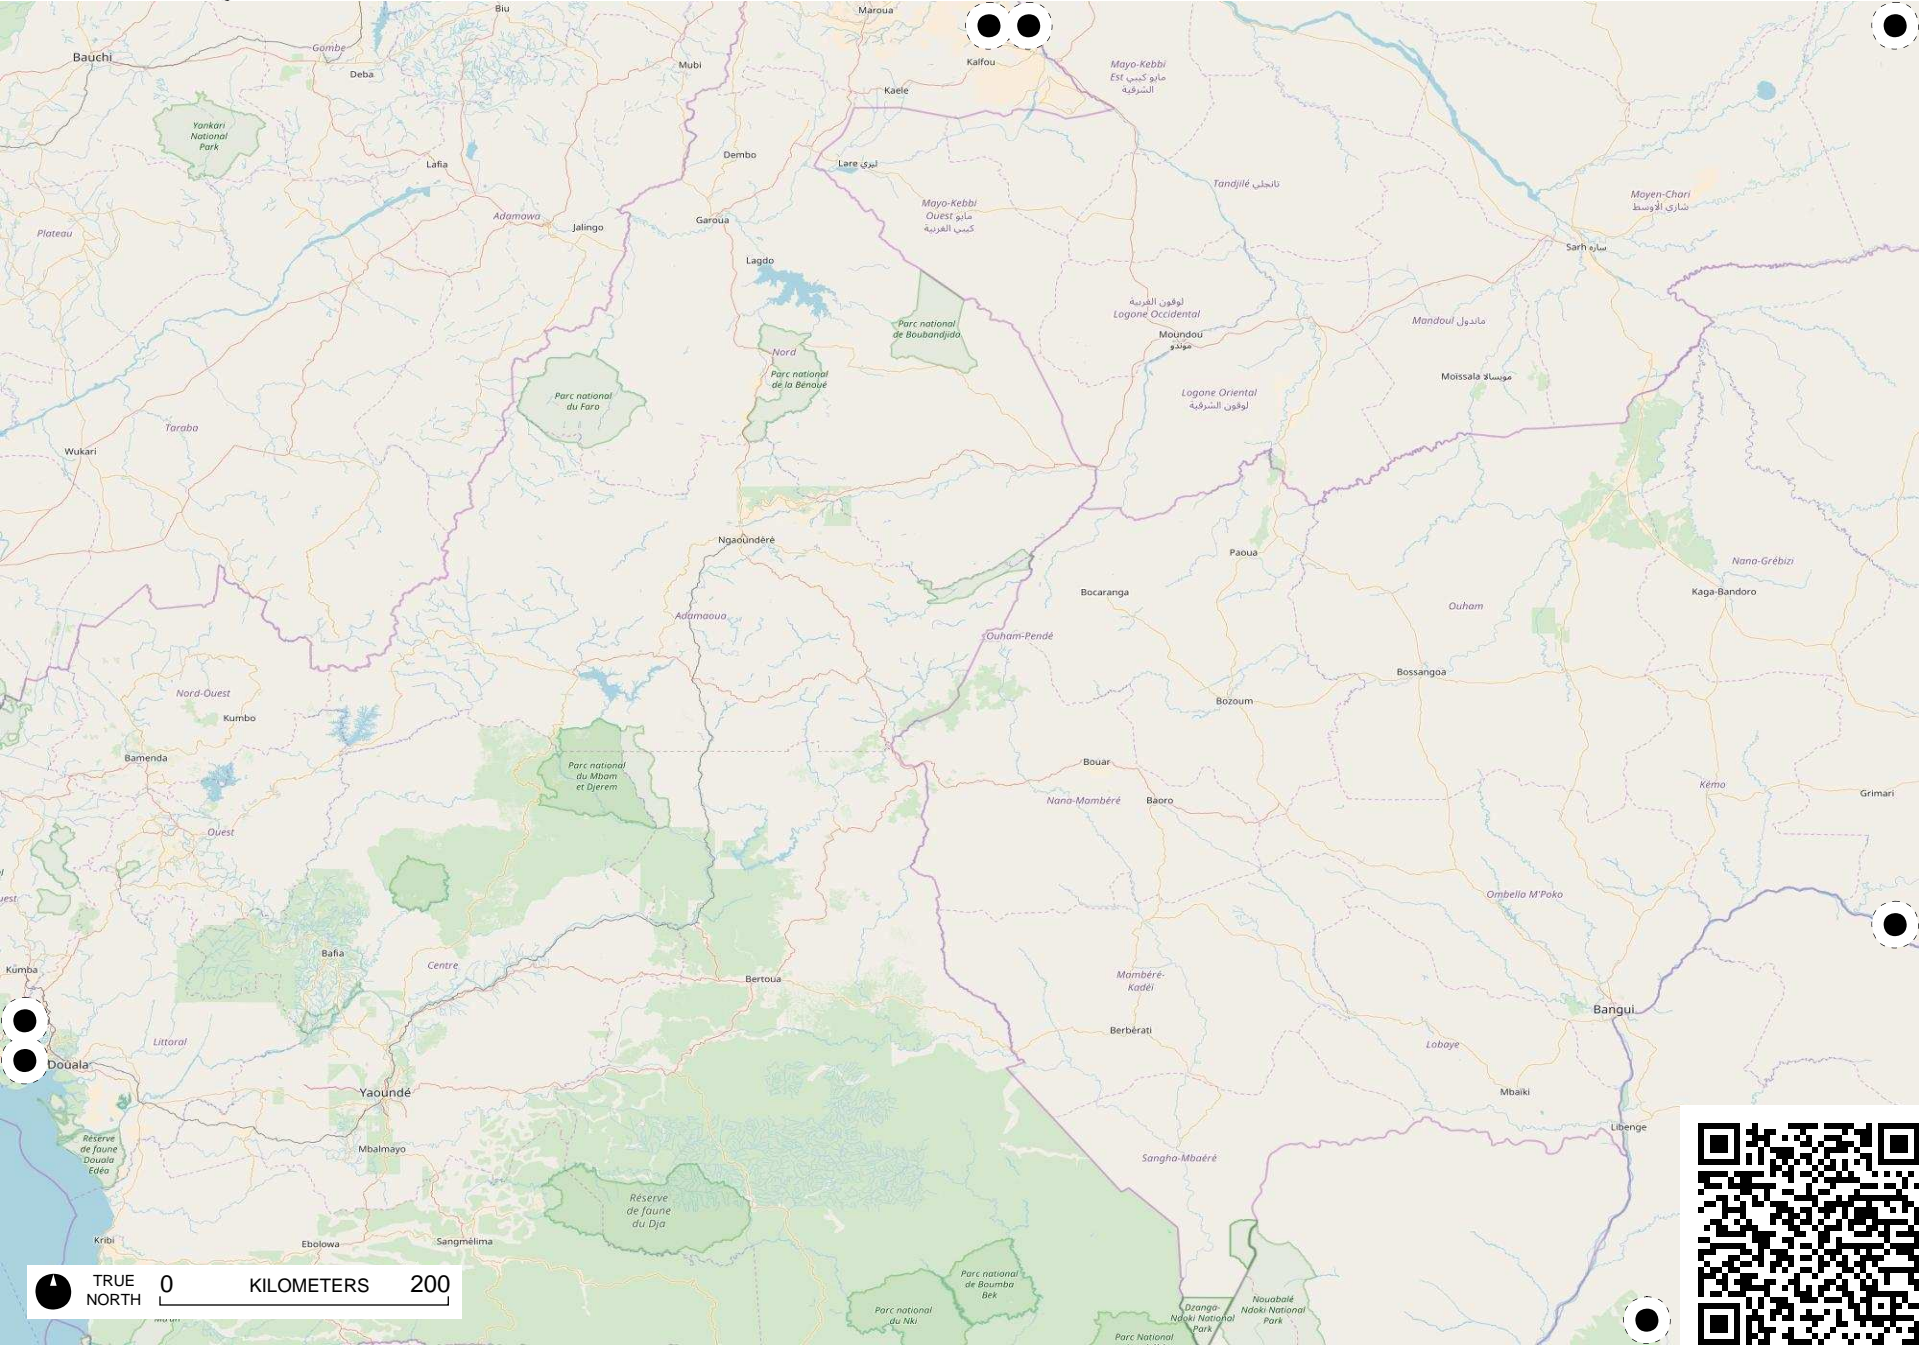 Biu
Maroua
Bauchi
Gombe
Deba
Mubi
Kalfou
Kaele
Mayo-Kebbi
Est مايو كيبي
الشرقية
Yankari
National
Park
Lafia
Dembo
Lare ليري
Adamawa
Jalingo
Garoua
Mayo-Kebbi
Ouest مايو
كيبي الغربية
Tandjilé تانجلي
Moyen-Chari
شاري الأوسط
Plateau
Sarh ساره
Lagdo
لوقون الغربية
Logone Occidental
Moundou
موندو
Mandoul ماندول
Parc national
de Boubandjida
Nord
Parc national
de la Bénoué
Moïssala مويسالا
Parc national
du Faro
Logone Oriental
لوقون الشرقية
Taraba
Wukari
Ngaoundéré
Paoua
Nana-Grébizi
Bocaranga
Kaga-Bandoro
Ouham
Adamaoua
Ouham-Pendé
Bossangoa
Nord-Ouest
Kumbo
Bozoum
Bamenda
Parc national
du Mbam
et Djerem
Bouar
Nana-Mambéré
Baoro
Kémo
Grimari
Ouest
uest
Ombella M'Poko
Bafia
Centre
Kumba
Bertoua
Mambéré-
Kadéï
Bangui
Berbérati
Lobaye
Littoral
Douala
Yaoundé
Mbaïki
Libenge
Réserve
de faune
Douala
Edéa
Mbalmayo
Sangha-Mbaéré
Réserve
de faune
du Dja
Kribi
Ebolowa
Sangmélima
Parc national
de Boumba
Bek
Parc national
du Nki
Dzanga-
Ndoki National
Park
Nouabalé
Ndoki National
Park
Parc National
TRUE
NORTH
0 KILOMETERS 200